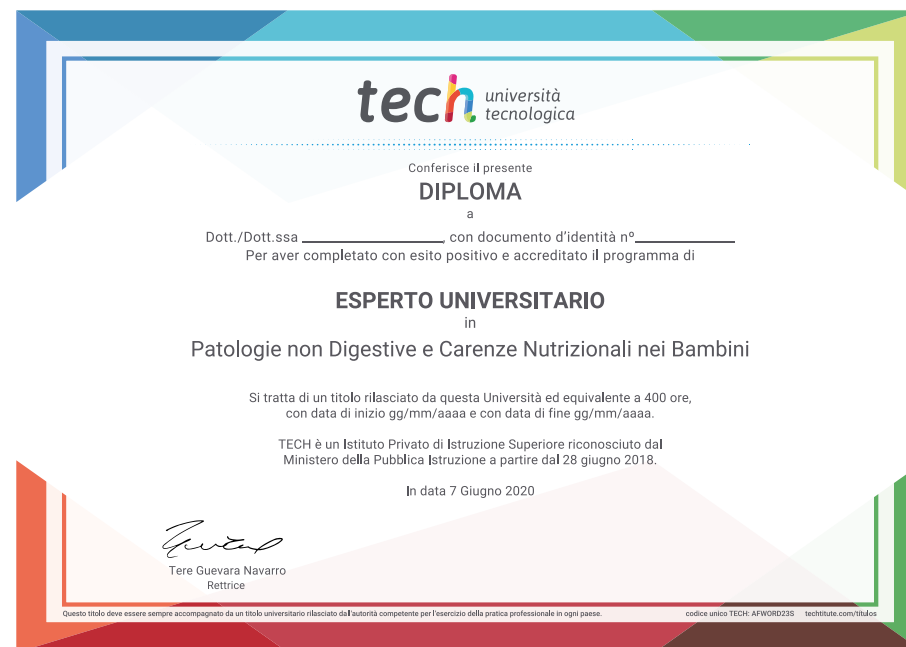 tech università
tecnologica
Conferisce il presente
DIPLOMA
a
Dott./Dott.ssa ________________, con documento d'identità nº____________
Per aver completato con esito positivo e accreditato il programma di
ESPERTO UNIVERSITARIO
in
Patologie non Digestive e Carenze Nutrizionali nei Bambini
Si tratta di un titolo rilasciato da questa Università ed equivalente a 400 ore,
con data di inizio gg/mm/aaaa e con data di fine gg/mm/aaaa.
TECH è un Istituto Privato di Istruzione Superiore riconosciuto dal
Ministero della Pubblica Istruzione a partire dal 28 giugno 2018.
In data 7 Giugno 2020
Tere Guevara Navarro
Rettrice
Questo titolo deve essere sempre accompagnato da un titolo universitario rilasciato dall'autorità competente per l'esercizio della pratica professionale in ogni paese. codice unico TECH: AFWORD23S techtitute.com/titulos